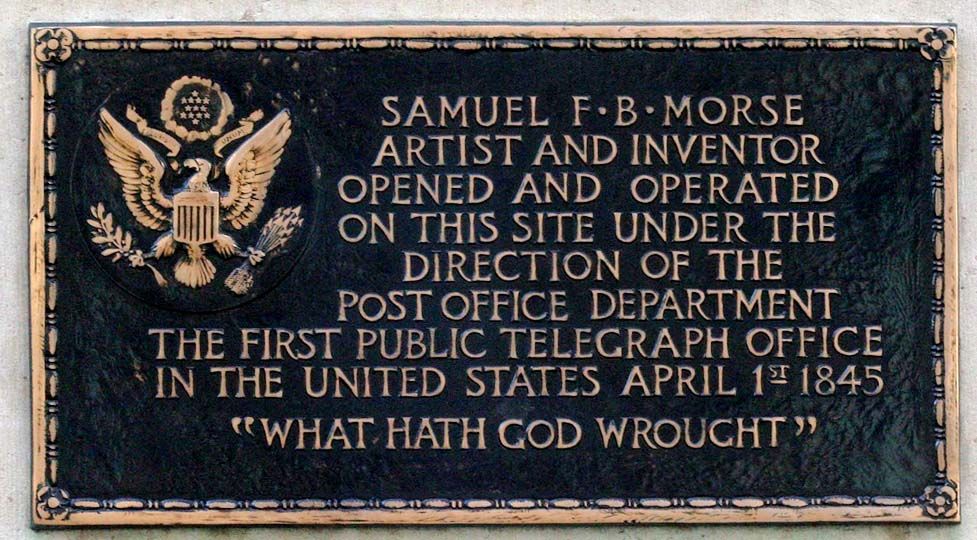 SAMUEL F·B·MORSE
ARTIST AND INVENTOR
OPENED AND OPERATED
ON THIS SITE UNDER THE
DIRECTION OF THE
POST OFFICE DEPARTMENT
THE FIRST PUBLIC TELEGRAPH OFFICE
IN THE UNITED STATES APRIL 1ST 1845
"WHAT HATH GOD WROUGHT"